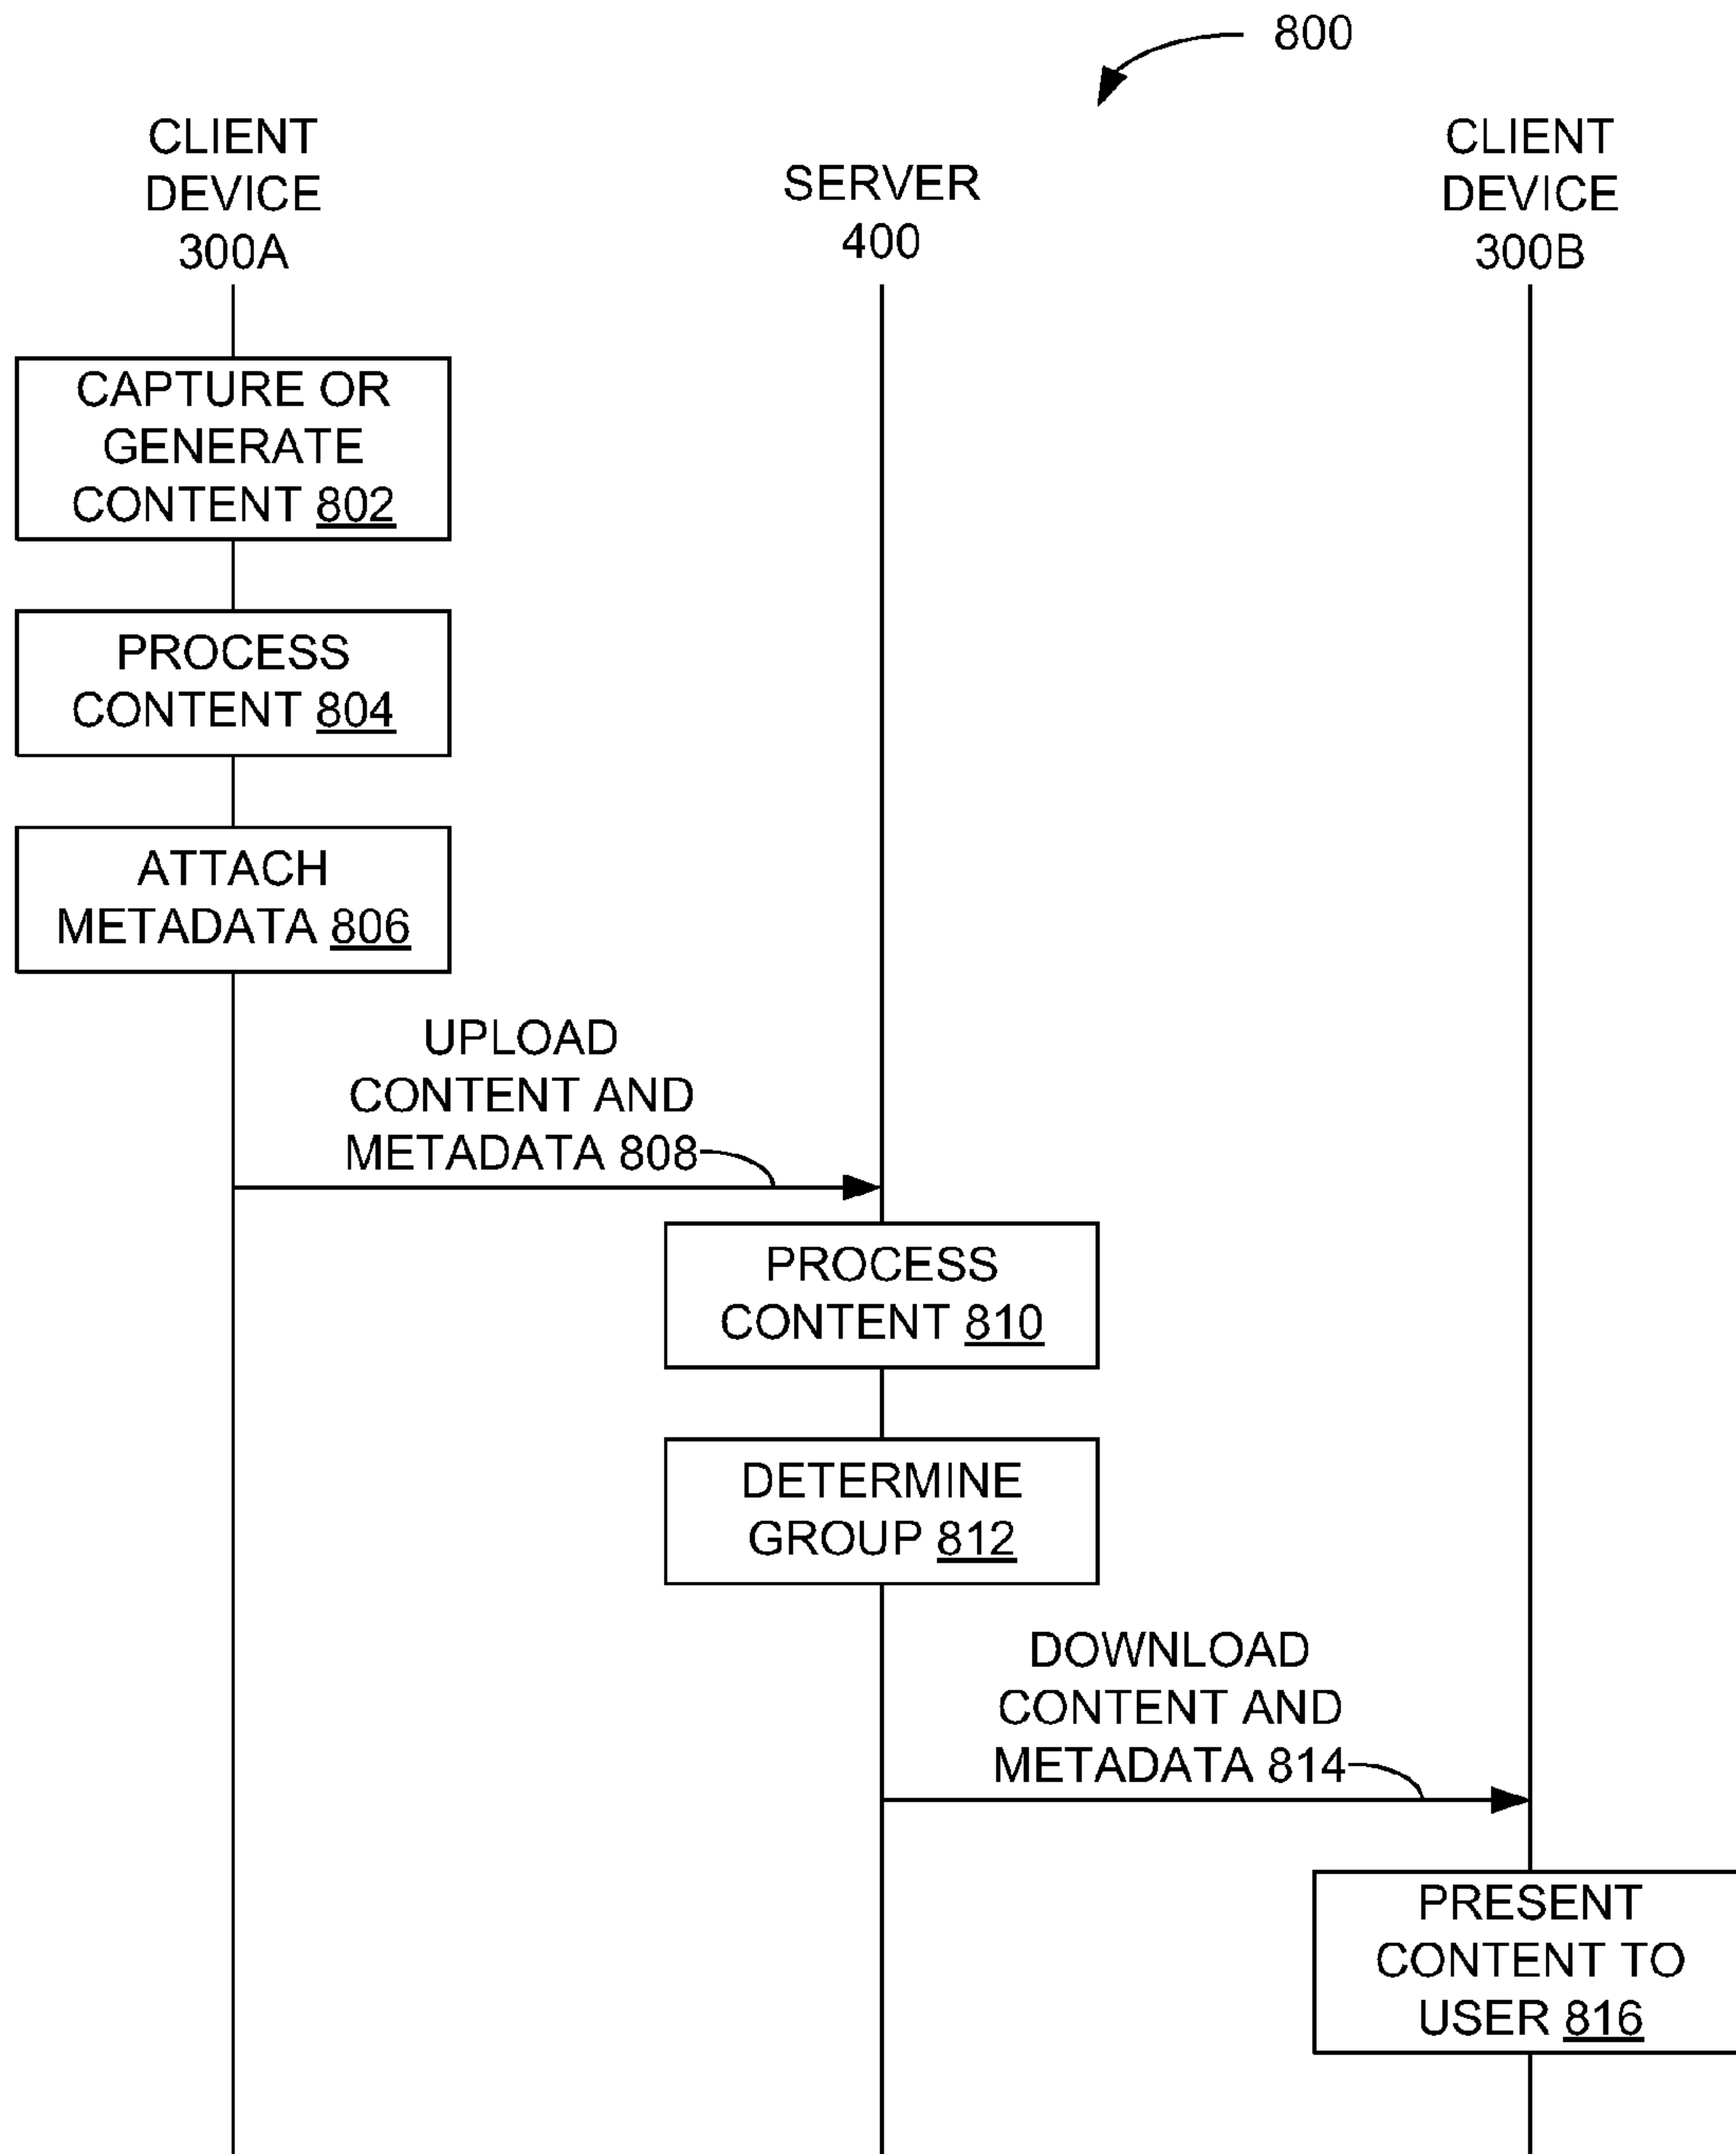 800
CLIENT
DEVICE
300A
SERVER
400
CLIENT
DEVICE
300B
CAPTURE OR
GENERATE
CONTENT 802
PROCESS
CONTENT 804
ATTACH
METADATA 806
UPLOAD
CONTENT AND
METADATA 808
PROCESS
CONTENT 810
DETERMINE
GROUP 812
DOWNLOAD
CONTENT AND
METADATA 814
PRESENT
CONTENT TO
USER 816